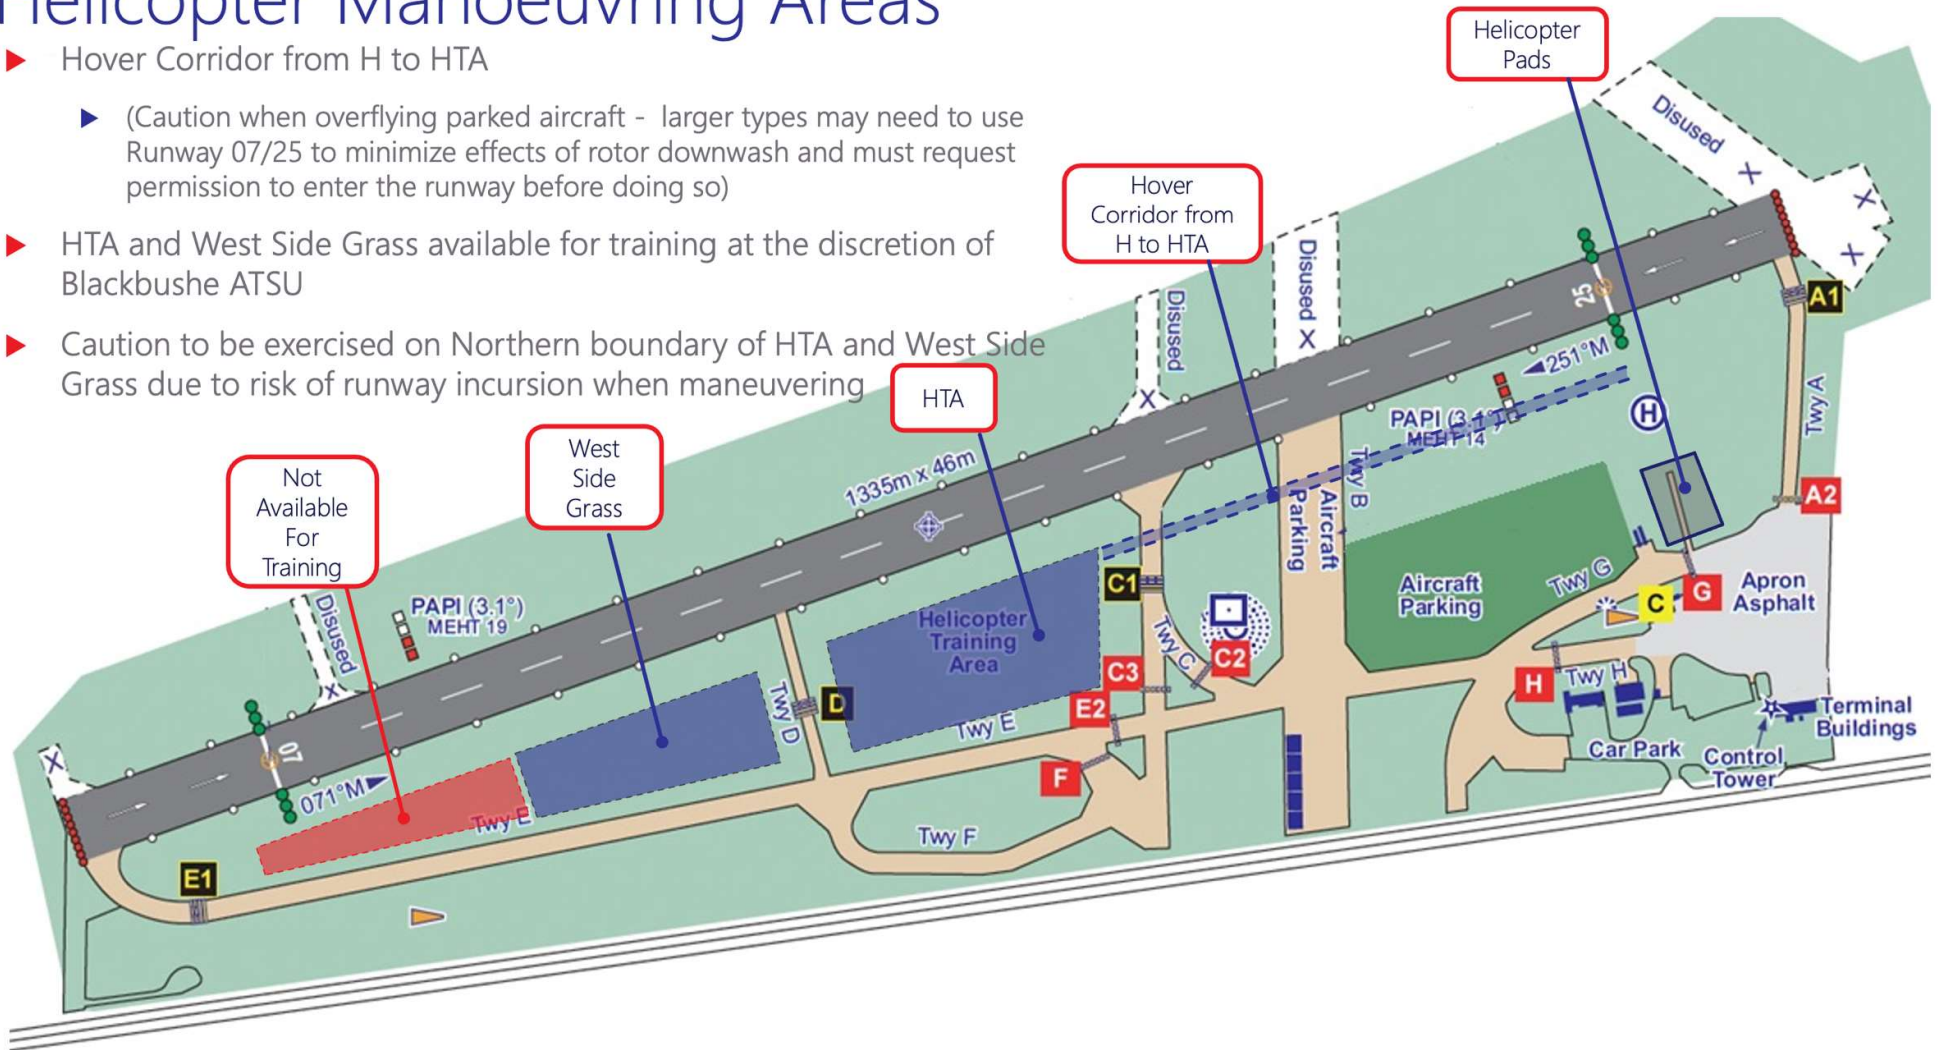 Helicopter Manoeuvring Areas
Hover Corridor from H to HTA
(Caution when overflying parked aircraft - larger types may need to use
Runway 07/25 to minimize effects of rotor downwash and must request
permission to enter the runway before doing so)
HTA and West Side Grass available for training at the discretion of
Blackbushe ATSU
Caution to be exercised on Northern boundary of HTA and West Side
Grass due to risk of runway incursion when maneuvering
Helicopter
Pads
Hover
Corridor from
H to HTA
HTA
West
Side
Grass
Not
Available
For
Training
Disused
X
X
X
Disused
X
Disused
X
Disused
X
X
25
251°M
A1
Twy A
A2
H
PAPI (3.1°)
MEHT 14
Twy B
Aircraft
Parking
1335m x 46m
PAPI (3.1°)
MEHT 19
07
071°M
C1
Helicopter
Training
Area
Twy C
C2
C3
E2
Twy E
D
Twy D
Aircraft
Parking
Twy G
C
G
Apron
Asphalt
H
Twy H
Terminal
Buildings
Car Park
Control
Tower
F
Twy F
Twy E
E1